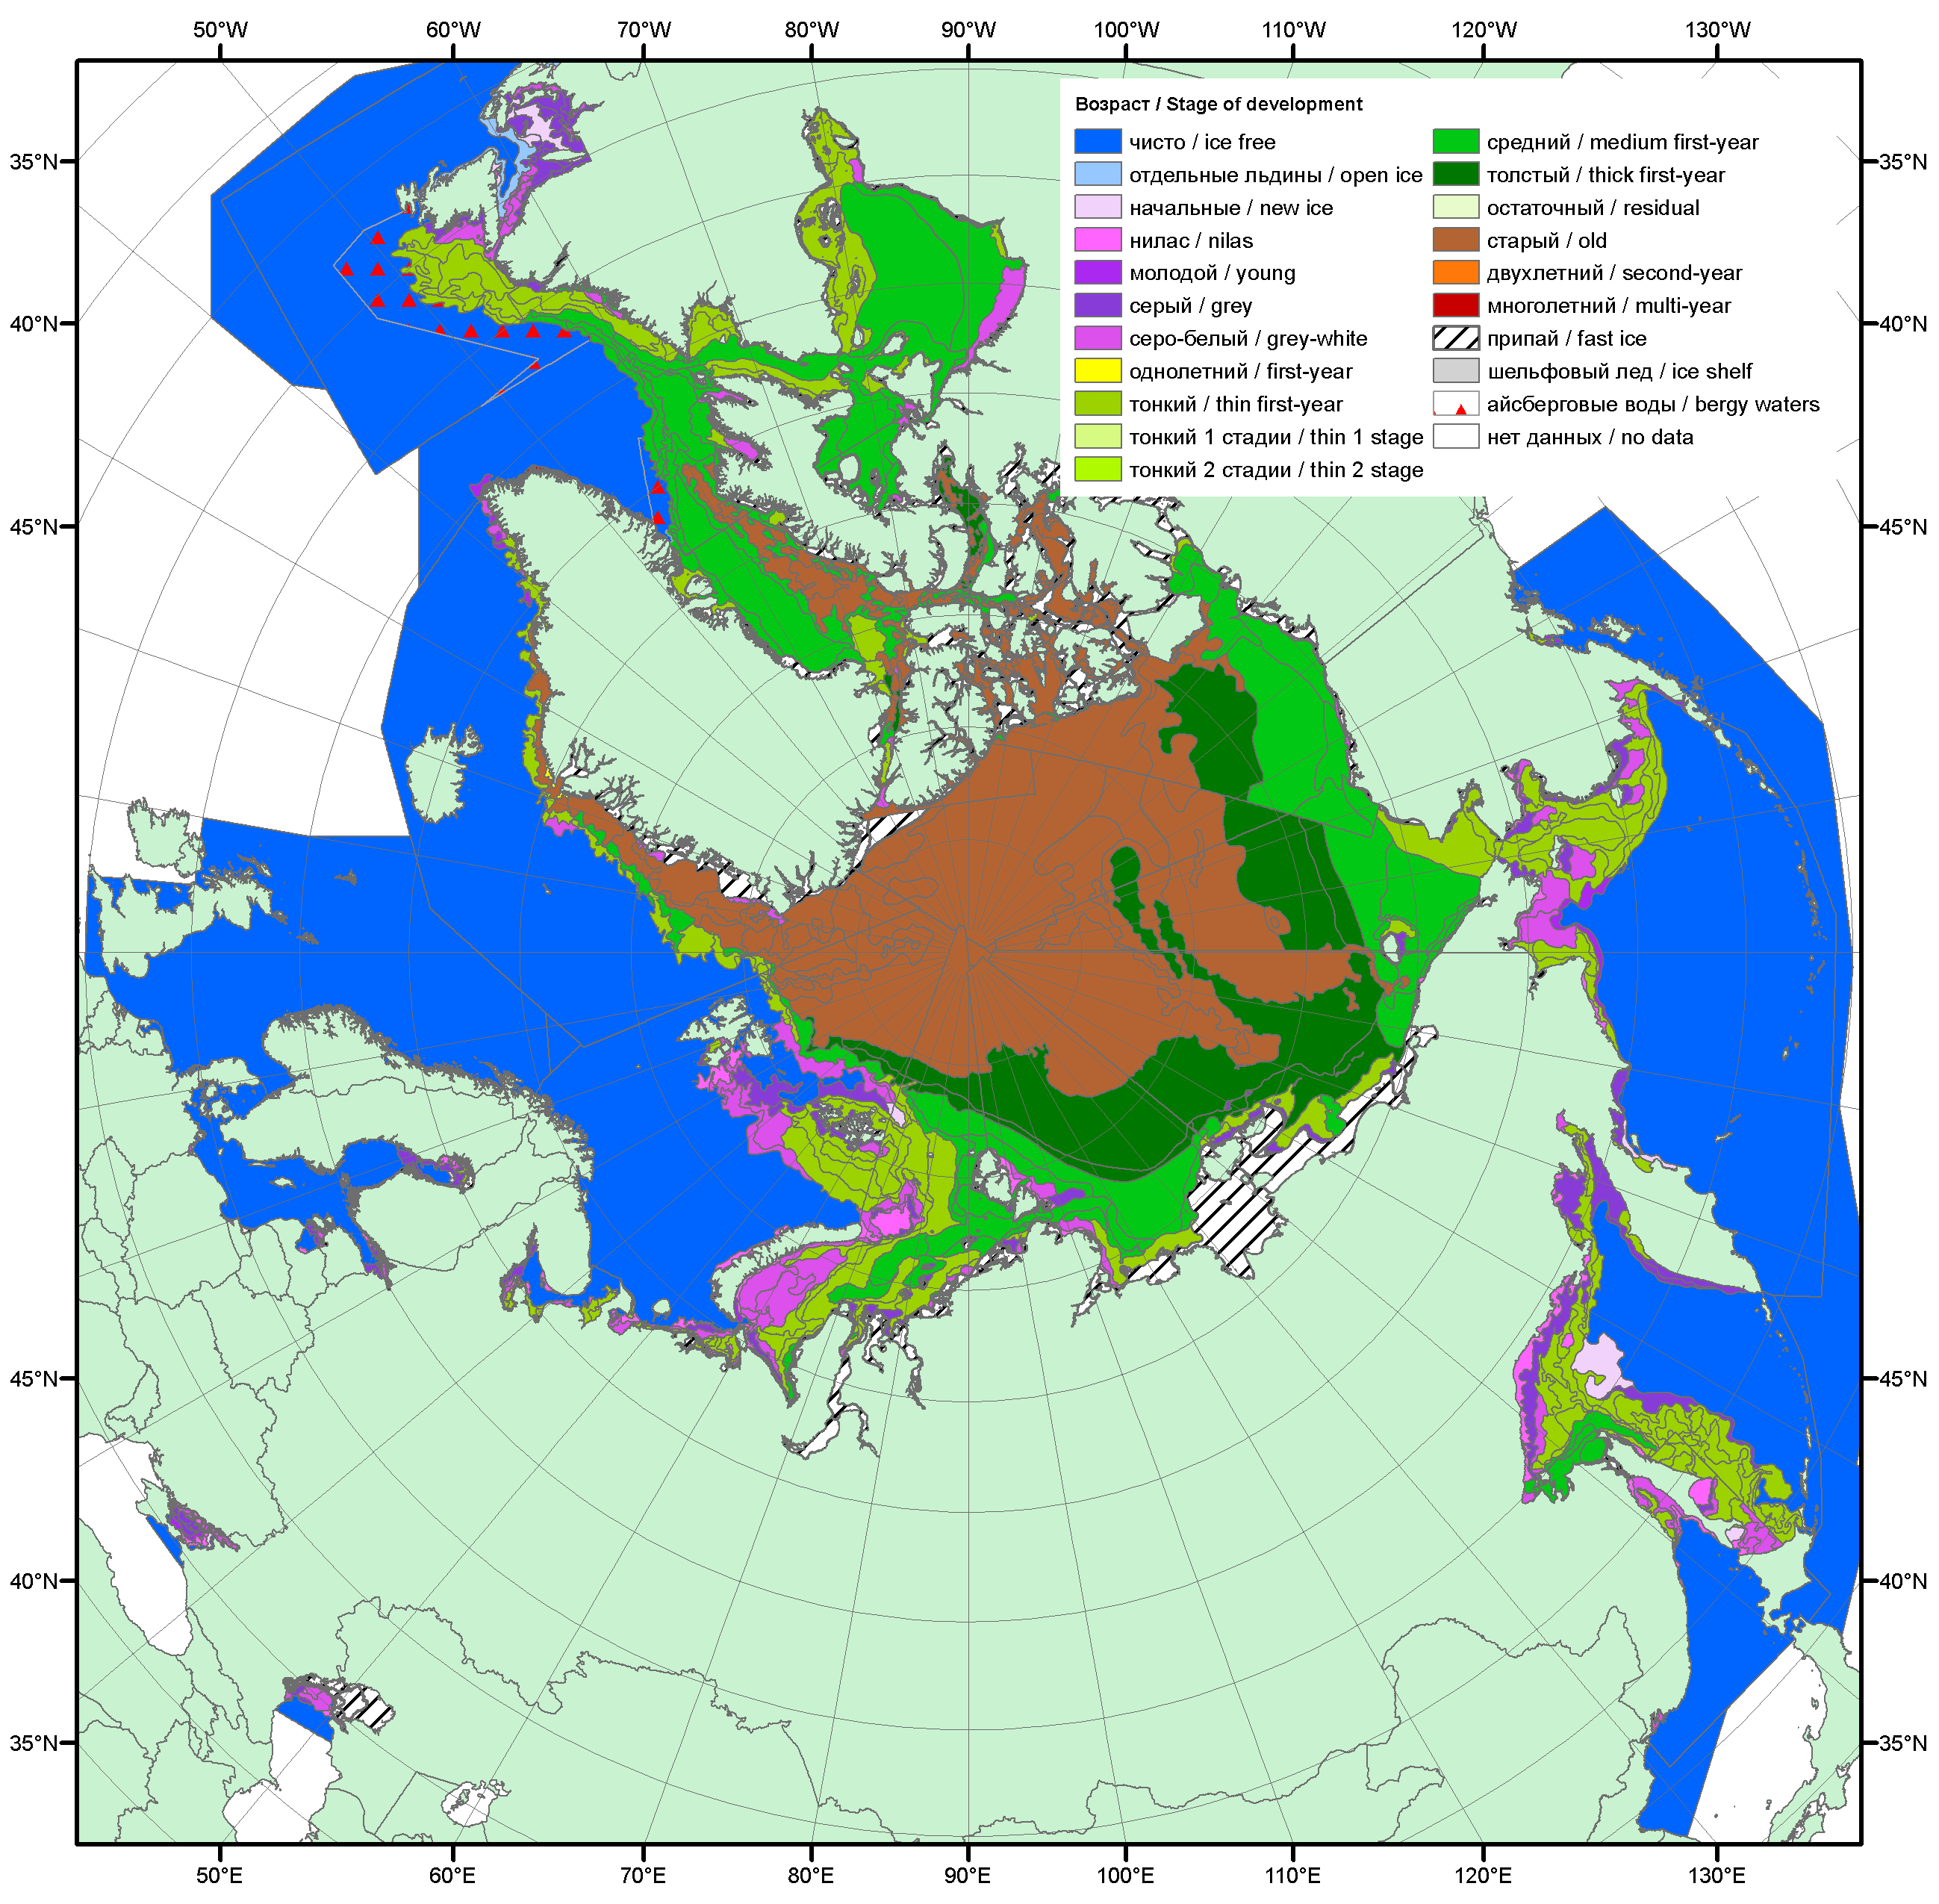 50°W 60°W 70°W 80°W 90°W 100°W 110°W 120°W 130°W
Возраст / Stage of development
чисто / ice free
отдельные льдины / open ice
начальные / new ice
нилас / nilas
молодой / young
серый / grey
серо-белый / grey-white
однолетний / first-year
тонкий / thin first-year
тонкий 1 стадии / thin 1 stage
тонкий 2 стадии / thin 2 stage
средний / medium first-year
толстый / thick first-year
остаточный / residual
старый / old
двухлетний / second-year
многолетний / multi-year
припай / fast ice
шельфовый лед / ice shelf
айсберговые воды / bergy waters
нет данных / no data
35°N 35°N
40°N 40°N
45°N 45°N
45°N 45°N
40°N 40°N
35°N 35°N
50°E 60°E 70°E 80°E 90°E 100°E 110°E 120°E 130°E